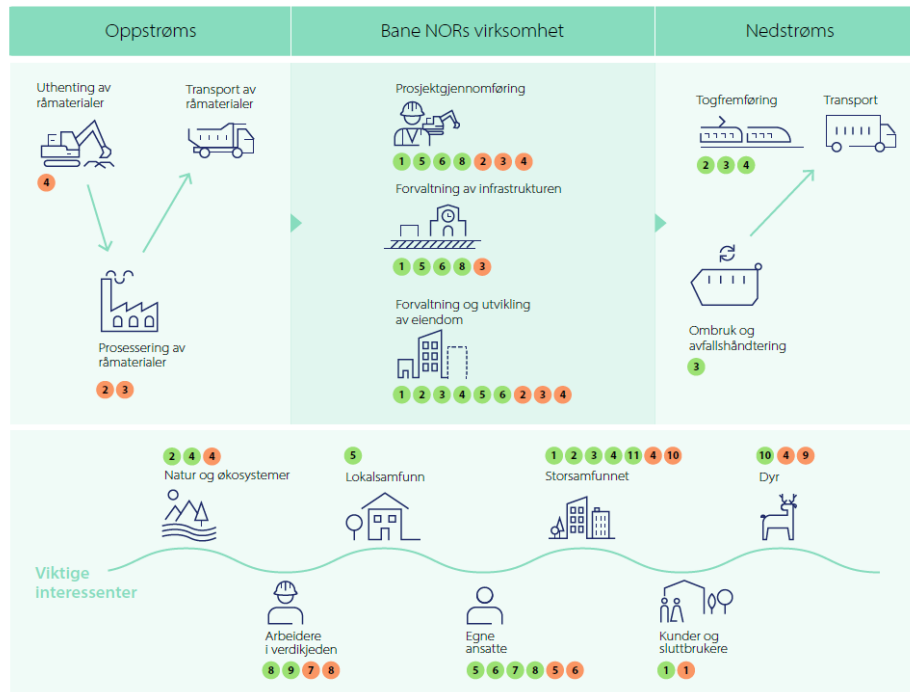 Oppstrøms
Bane NORs virksomhet
Nedstrøms
Uthenting av
råmaterialer
4
Transport av
råmaterialer
Prosessering av
råmaterialer
2 3
Prosjektgjennomføring
1 5 6 8 2 3 4
Forvaltning av infrastrukturen
1 5 6 8 3
Forvaltning og utvikling
av eiendom
1 2 3 4 5 6 2 3 4
Togfremføring
2 3 4
Transport
Ombruk og
avfallshåndtering
3
2 4 4
Natur og økosystemer
5
Lokalsamfunn
1 2 3 4 11 4 10
Storsamfunnet
10 4 9
Dyr
Viktige
interessenter
Arbeidere
i verdikjeden
8 9 7 8
Egne
ansatte
5 6 7 8 5 6
Kunder og
sluttbrukere
1 1